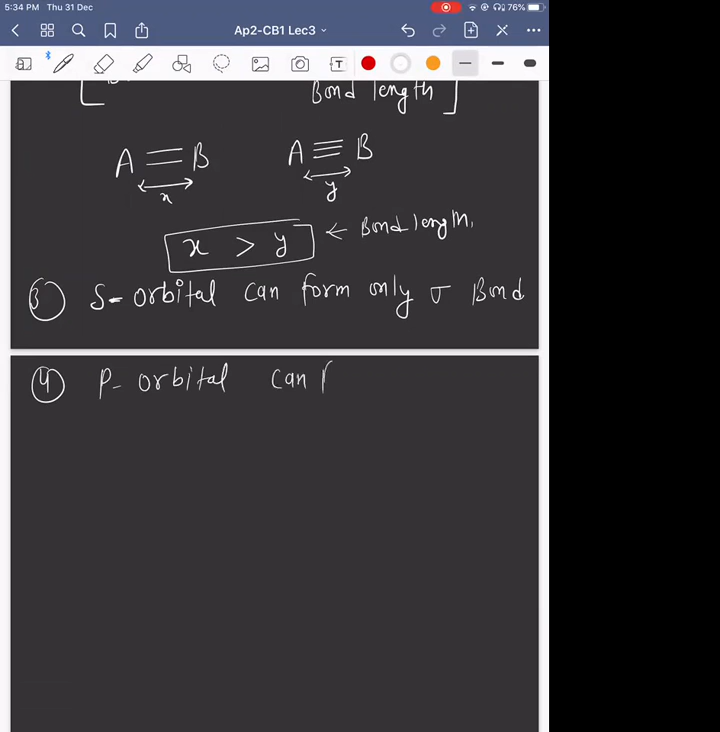 5:34 PM Thu 31 Dec
76%
Ap2-CB1 Lec3
T
Bond length ]
A = B A ≡ B
x y
x > y ← Bond length,
③ S- orbital can form only σ Bond
④ P- orbital can